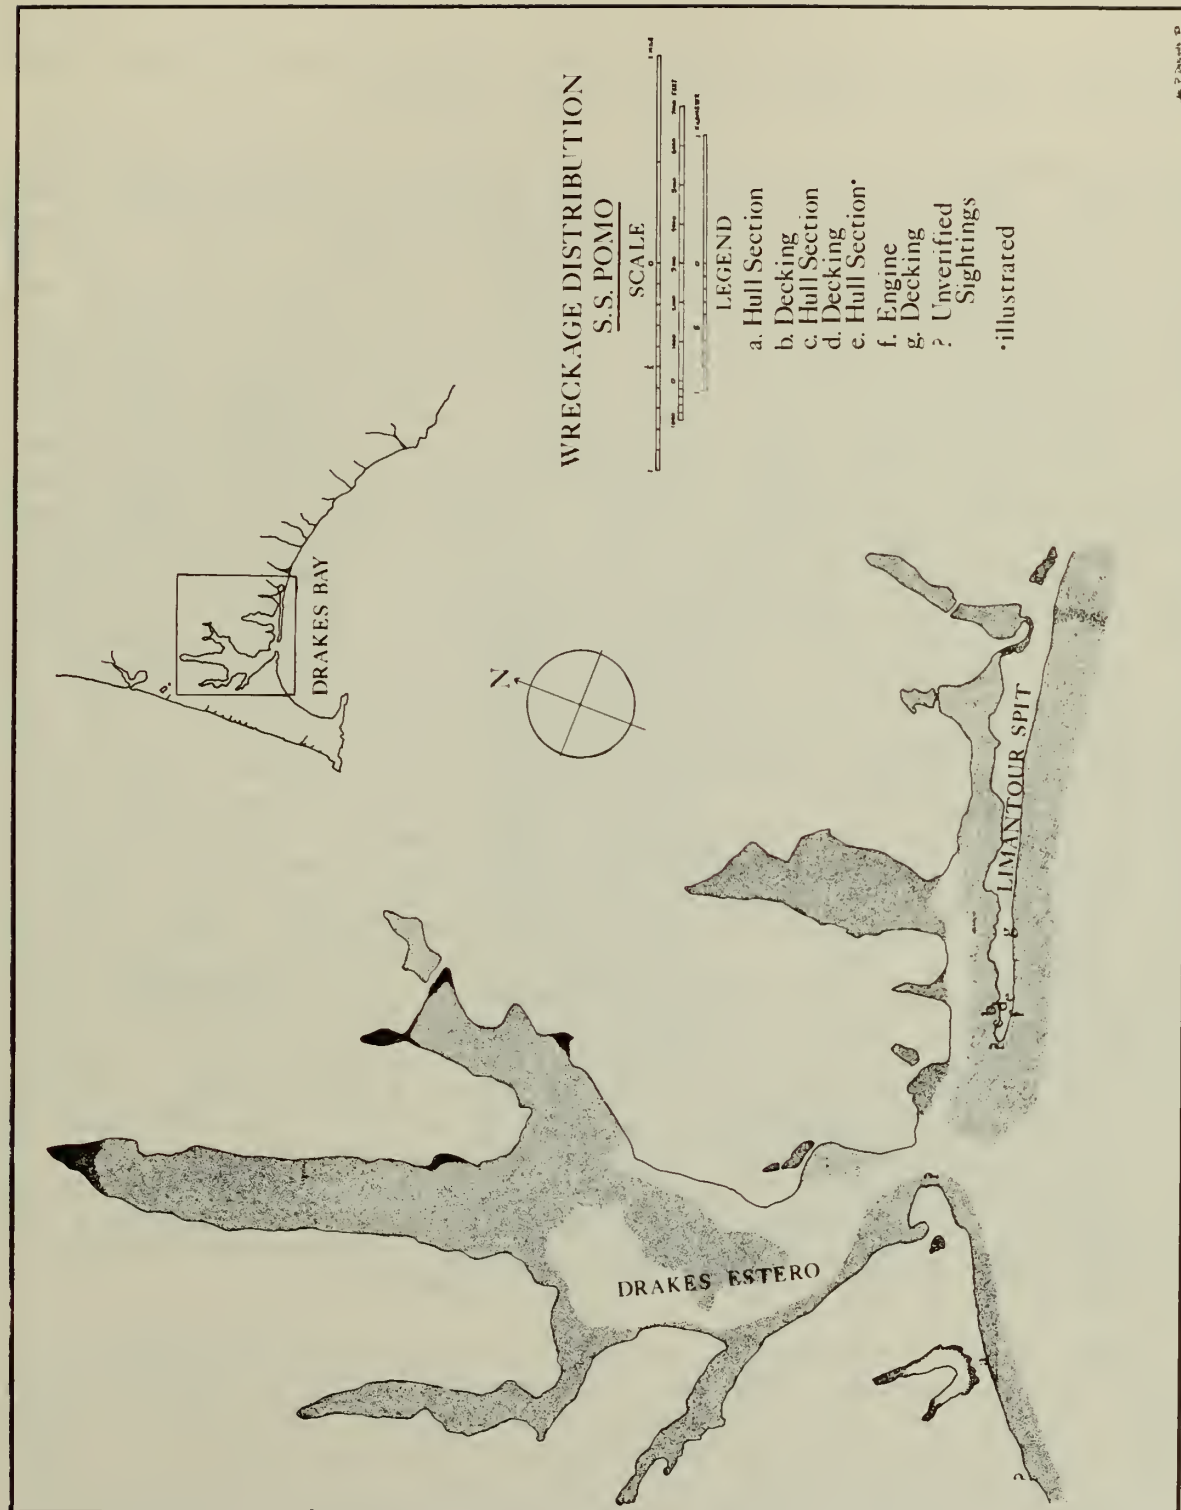 WRECKAGE DISTRIBUTION
S.S. POMO
SCALE
LEGEND
a. Hull Section
b. Decking
c. Hull Section
d. Decking
e. Hull Section•
f. Engine
g. Decking
? Unverified
Sightings
•illustrated
DRAKES BAY
N
DRAKES ESTERO
LIMANTOUR SPIT
g
f
b
?
?
?